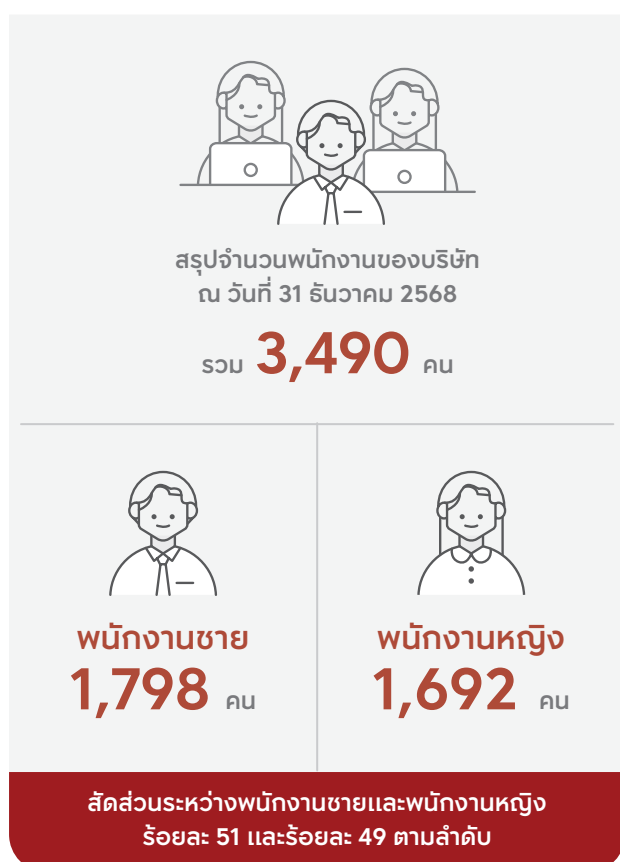 สรุปจำนวนพนักงานของบริษัท
ณ วันที่ 31 ธันวาคม 2568
รวม 3,490 คน
พนักงานชาย
1,798 คน
พนักงานหญิง
1,692 คน
สัดส่วนระหว่างพนักงานชายและพนักงานหญิง
ร้อยละ 51 และร้อยละ 49 ตามลำดับ